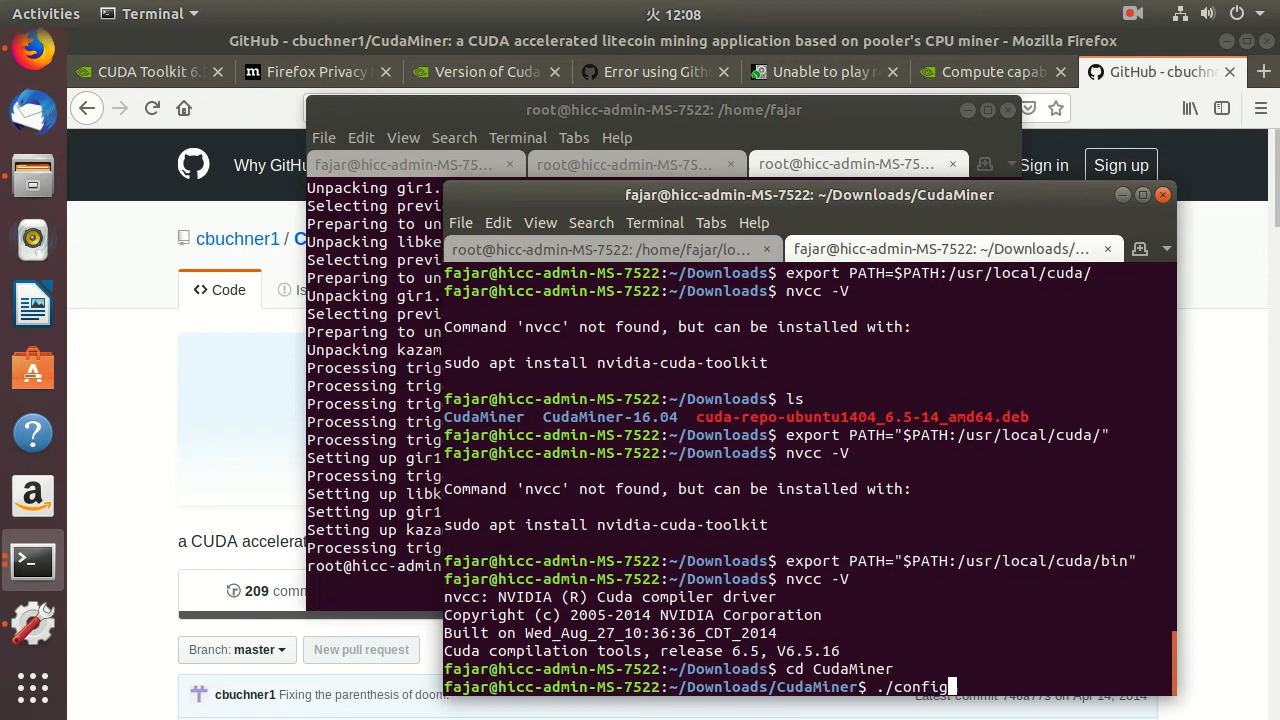 Activities
Terminal
火 12:08
GitHub - cbuchner1/CudaMiner: a CUDA accelerated litecoin mining application based on pooler's CPU miner - Mozilla Firefox
CUDA Toolkit 6.
Firefox Privacy
Version of Cuda
Error using Gith
Unable to play r
Compute capab
GitHub - cbuchne
root@hicc-admin-MS-7522: /home/fajar
File Edit View Search Terminal Tabs Help
fajar@hicc-admin-MS-75...
root@hicc-admin-MS-75...
root@hicc-admin-MS-75...
Why GitHu
Sign in
Sign up
cbuchner1 / C
Code
Is
a CUDA accelerat
209 comm
Branch: master
New pull request
cbuchner1 Fixing the parenthesis of doom.
Unpacking gir1.
Selecting previ
Preparing to un
Unpacking libke
Selecting previ
Preparing to un
Unpacking gir1.
Selecting previ
Preparing to un
Unpacking kazam
Processing trig
Processing trig
Processing trig
Processing trig
Processing trig
Setting up gir1
Processing trig
Setting up libk
Setting up gir1
Setting up kaza
Processing trig
root@hicc-admin
fajar@hicc-admin-MS-7522: ~/Downloads/CudaMiner
File Edit View Search Terminal Tabs Help
root@hicc-admin-MS-7522: /home/fajar/lo...
fajar@hicc-admin-MS-7522: ~/Downloads/...
fajar@hicc-admin-MS-7522:~/Downloads$ export PATH=$PATH:/usr/local/cuda/
fajar@hicc-admin-MS-7522:~/Downloads$ nvcc -V
Command 'nvcc' not found, but can be installed with:
sudo apt install nvidia-cuda-toolkit
fajar@hicc-admin-MS-7522:~/Downloads$ ls
CudaMiner CudaMiner-16.04 cuda-repo-ubuntu1404_6.5-14_amd64.deb
fajar@hicc-admin-MS-7522:~/Downloads$ export PATH="$PATH:/usr/local/cuda/"
fajar@hicc-admin-MS-7522:~/Downloads$ nvcc -V
Command 'nvcc' not found, but can be installed with:
sudo apt install nvidia-cuda-toolkit
fajar@hicc-admin-MS-7522:~/Downloads$ export PATH="$PATH:/usr/local/cuda/bin"
fajar@hicc-admin-MS-7522:~/Downloads$ nvcc -V
nvcc: NVIDIA (R) Cuda compiler driver
Copyright (c) 2005-2014 NVIDIA Corporation
Built on Wed_Aug_27_10:36:36_CDT_2014
Cuda compilation tools, release 6.5, V6.5.16
fajar@hicc-admin-MS-7522:~/Downloads$ cd CudaMiner
fajar@hicc-admin-MS-7522:~/Downloads/CudaMiner$ ./config